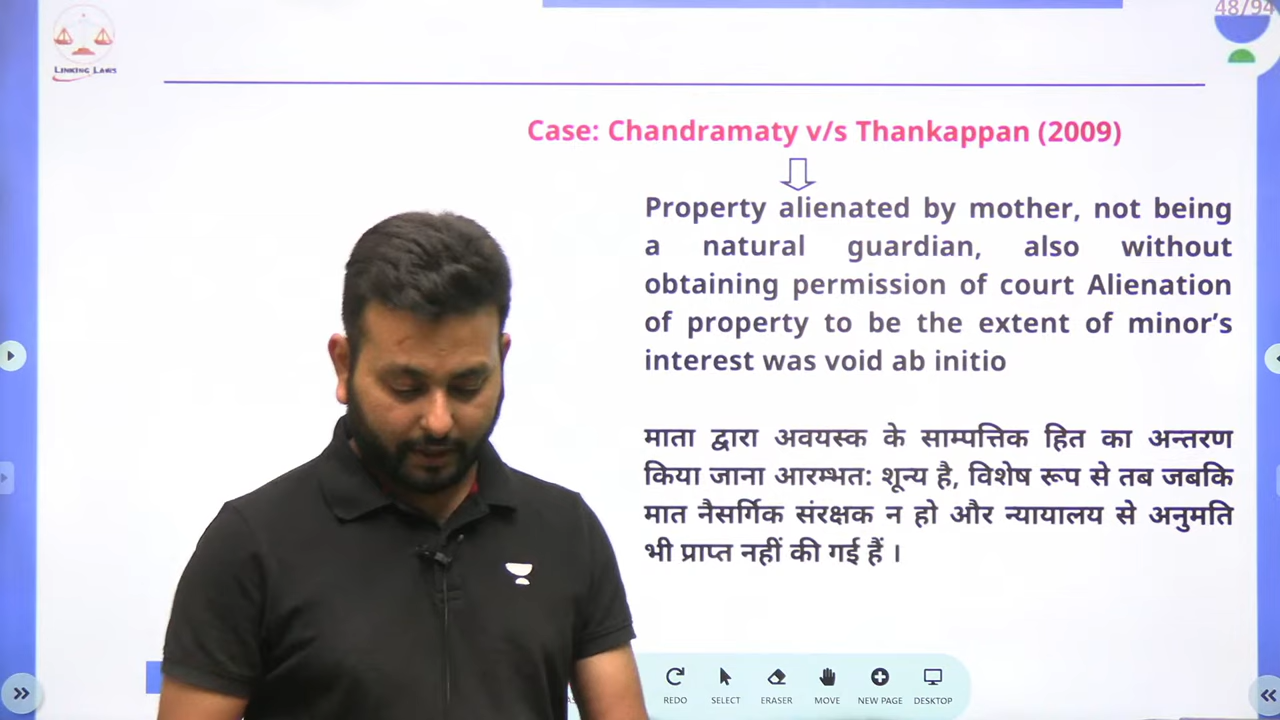 48/94
LINKING LAWS
Case: Chandramaty v/s Thankappan (2009)
Property alienated by mother, not being
a natural guardian, also without
obtaining permission of court Alienation
of property to be the extent of minor's
interest was void ab initio
माता द्वारा अवयस्क के साम्पत्तिक हित का अन्तरण
किया जाना आरम्भत: शून्य है, विशेष रूप से तब जबकि
मात नैसर्गिक संरक्षक न हो और न्यायालय से अनुमति
भी प्राप्त नहीं की गई हैं ।
REDO SELECT ERASER MOVE NEW PAGE DESKTOP